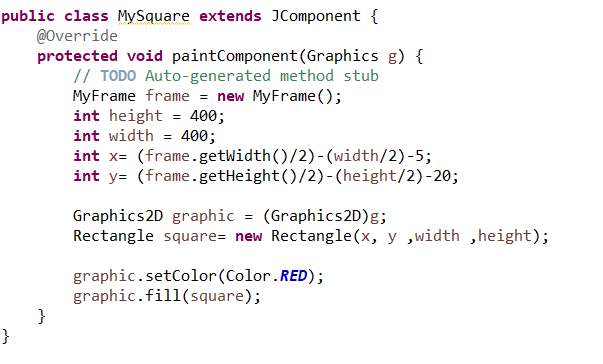 public class MySquare extends JComponent {
    @Override
    protected void paintComponent(Graphics g) {
        // TODO Auto-generated method stub
        MyFrame frame = new MyFrame();
        int height = 400;
        int width = 400;
        int x= (frame.getWidth()/2)-(width/2)-5;
        int y= (frame.getHeight()/2)-(height/2)-20;

        Graphics2D graphic = (Graphics2D)g;
        Rectangle square= new Rectangle(x, y ,width ,height);

        graphic.setColor(Color.RED);
        graphic.fill(square);
    }
}